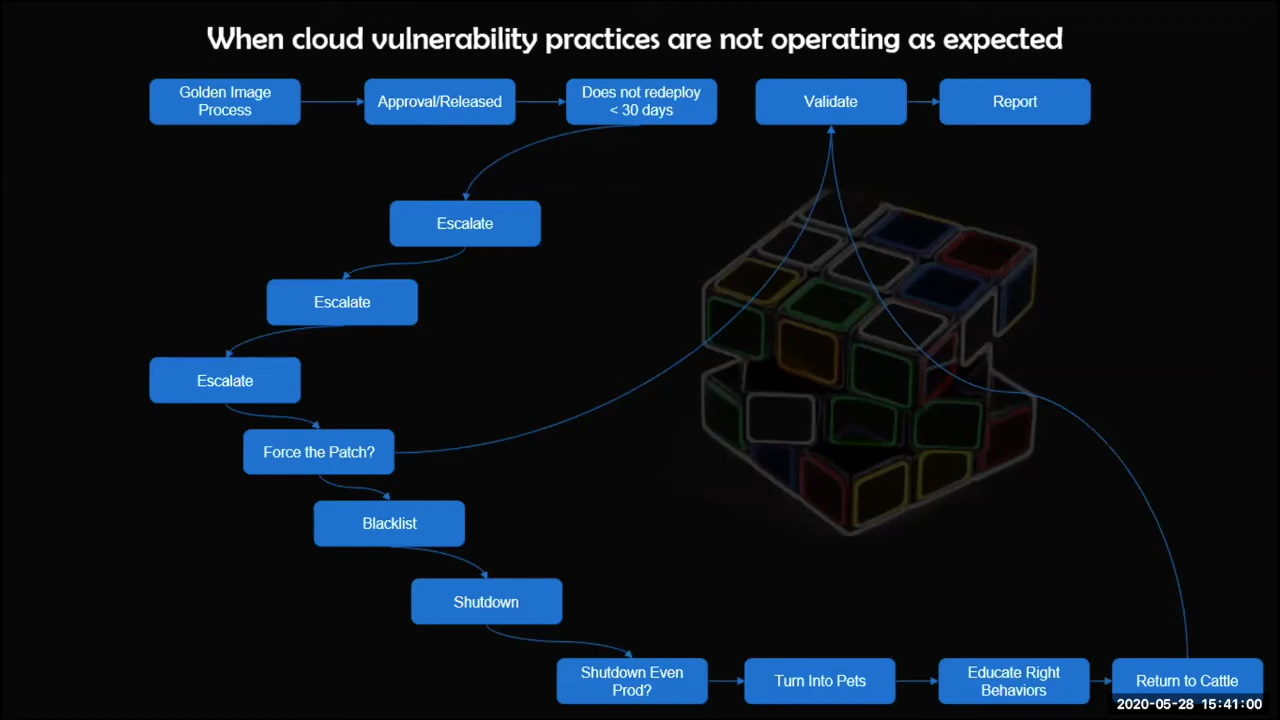 When cloud vulnerability practices are not operating as expected
Golden Image
Process
Approval/Released
Does not redeploy
< 30 days
Validate
Report
Escalate
Escalate
Escalate
Force the Patch?
Blacklist
Shutdown
Shutdown Even
Prod?
Turn Into Pets
Educate Right
Behaviors
Return to Cattle
2020-05-28 15:41:00